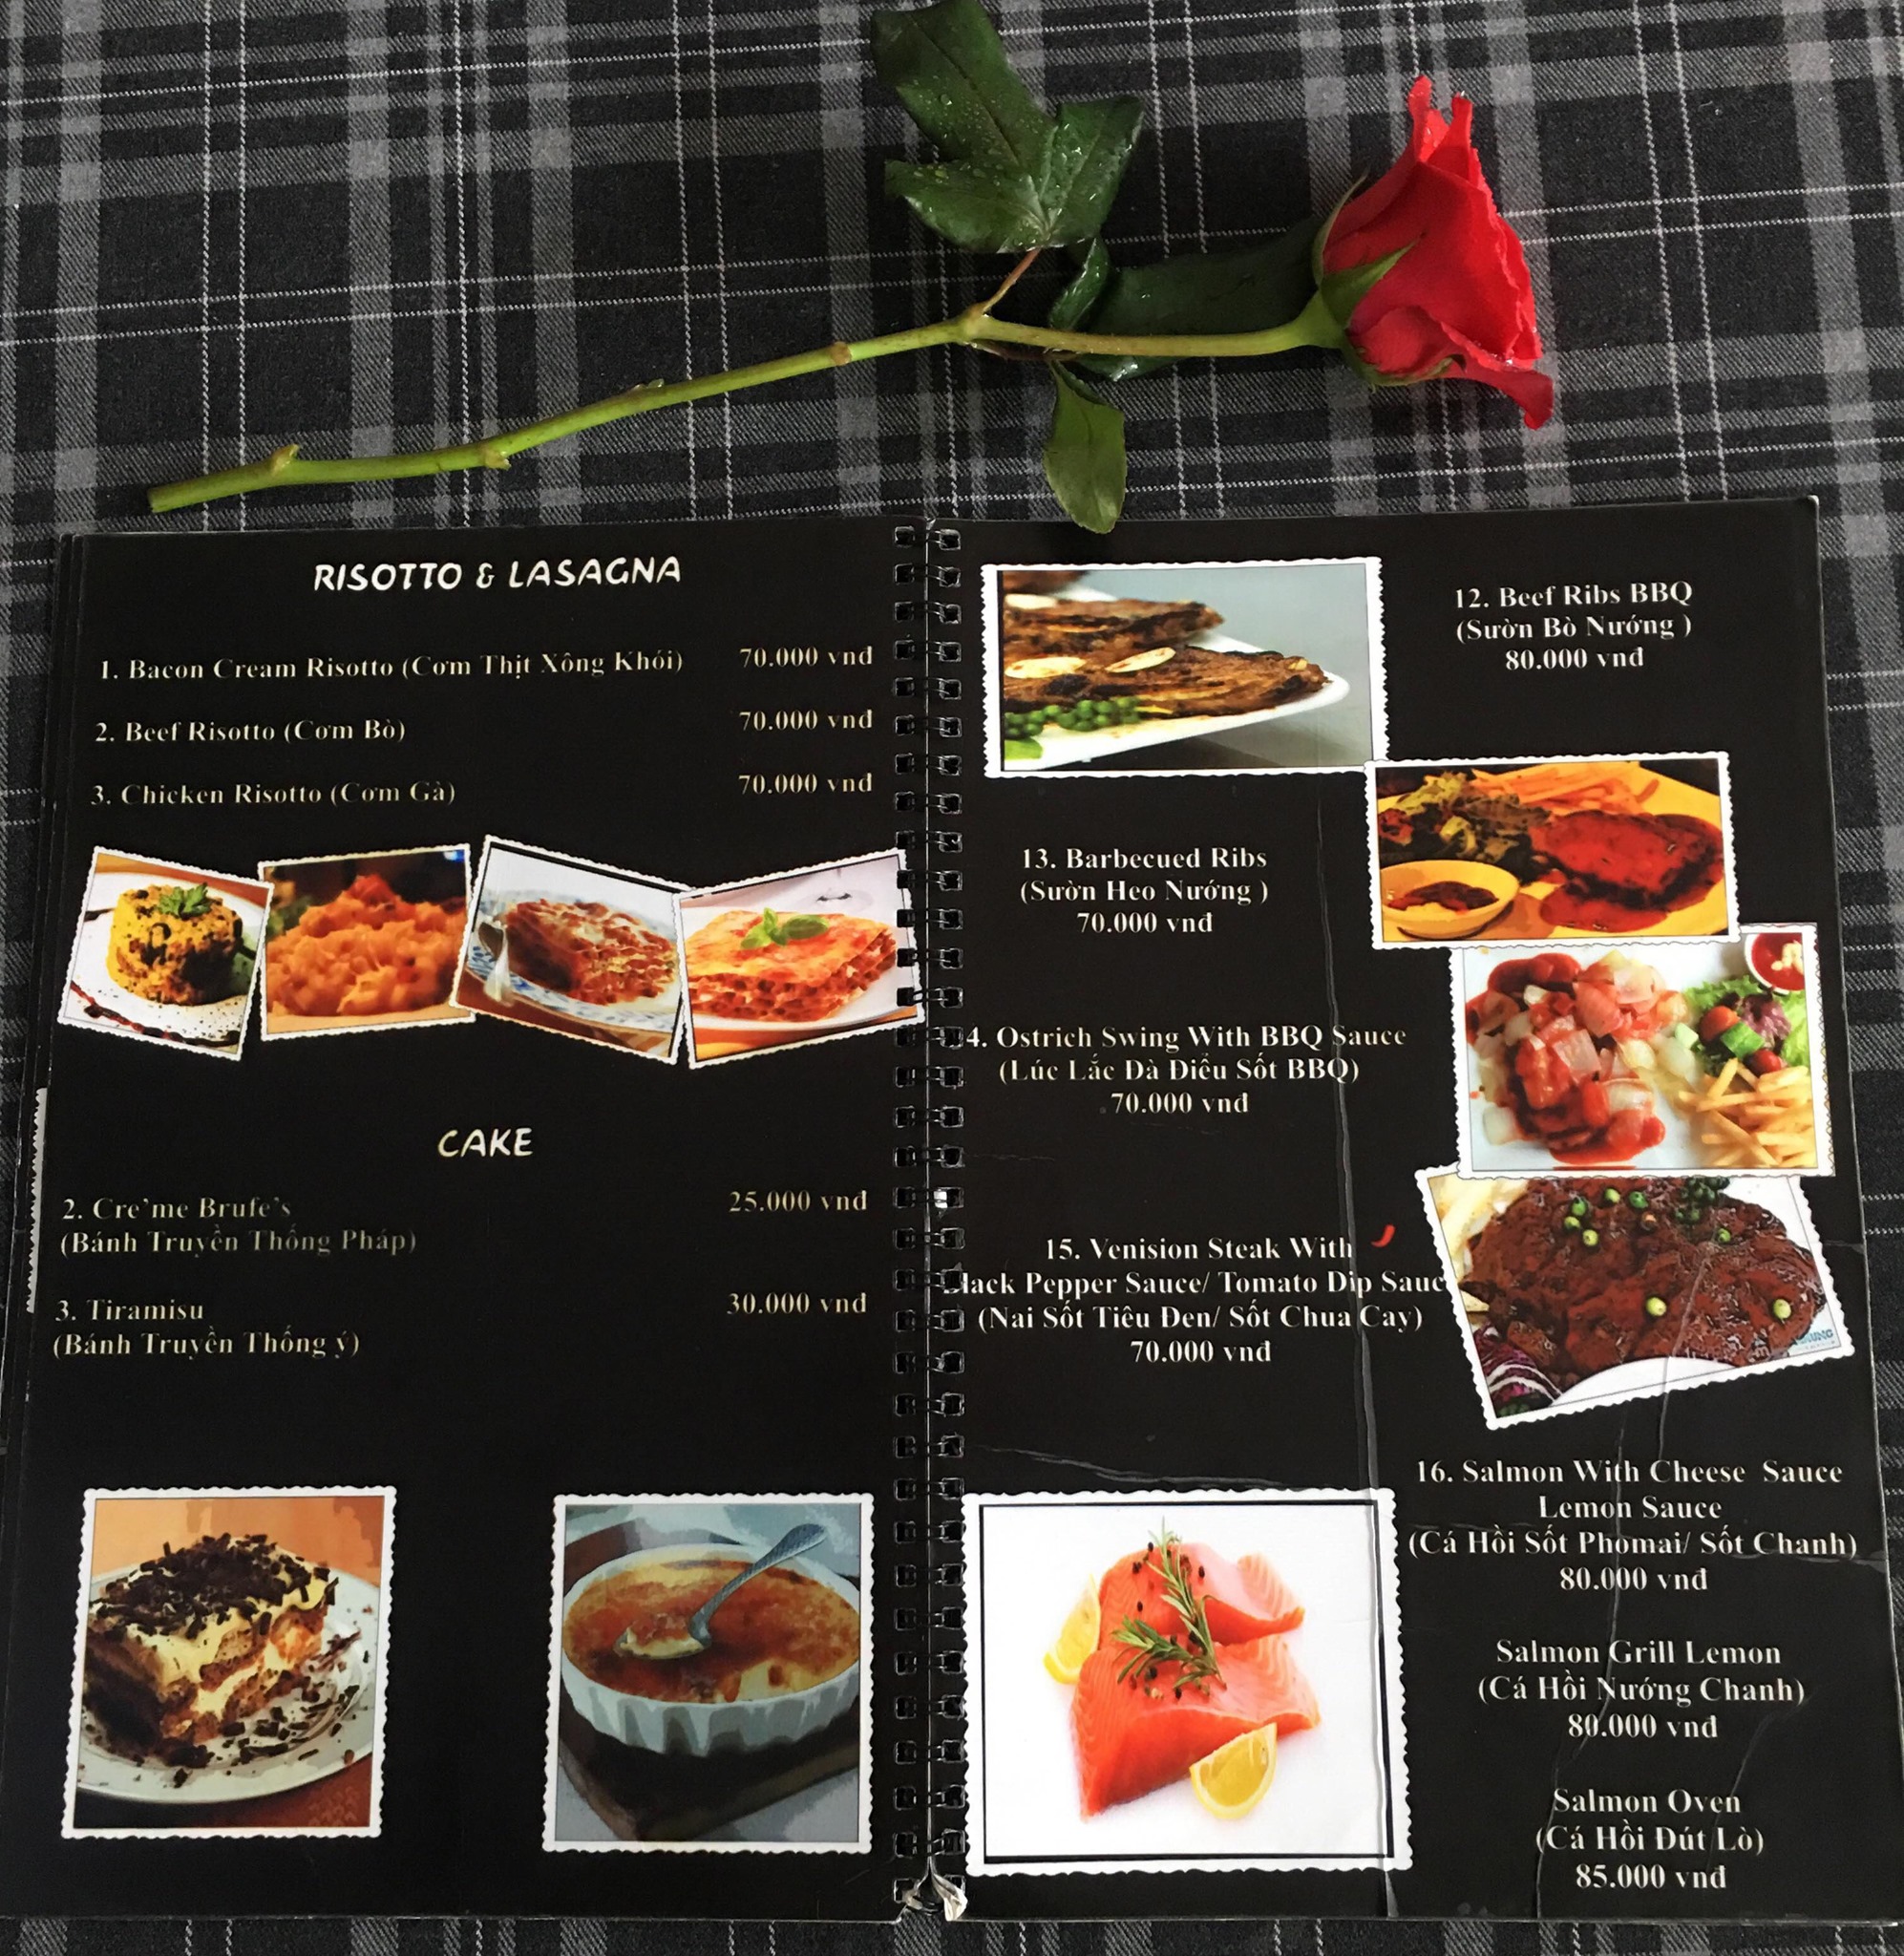 RISOTTO & LASAGNA
1. Bacon Cream Risotto (Cơm Thịt Xông Khói) 70.000 vnđ
2. Beef Risotto (Cơm Bò) 70.000 vnđ
3. Chicken Risotto (Cơm Gà) 70.000 vnđ
CAKE
2. Cre'me Brufe's 25.000 vnđ
(Bánh Truyền Thống Pháp)
3. Tiramisu 30.000 vnđ
(Bánh Truyền Thống ý)
12. Beef Ribs BBQ
(Sườn Bò Nướng )
80.000 vnđ
13. Barbecued Ribs
(Sườn Heo Nướng )
70.000 vnđ
4. Ostrich Swing With BBQ Sauce
(Lúc Lắc Đà Điểu Sốt BBQ)
70.000 vnđ
15. Venision Steak With
lack Pepper Sauce/ Tomato Dip Sauc
(Nai Sốt Tiêu Đen/ Sốt Chua Cay)
70.000 vnđ
16. Salmon With Cheese Sauce
Lemon Sauce
(Cá Hồi Sốt Phomai/ Sốt Chanh)
80.000 vnđ
Salmon Grill Lemon
(Cá Hồi Nướng Chanh)
80.000 vnđ
Salmon Oven
(Cá Hồi Đút Lò)
85.000 vnđ